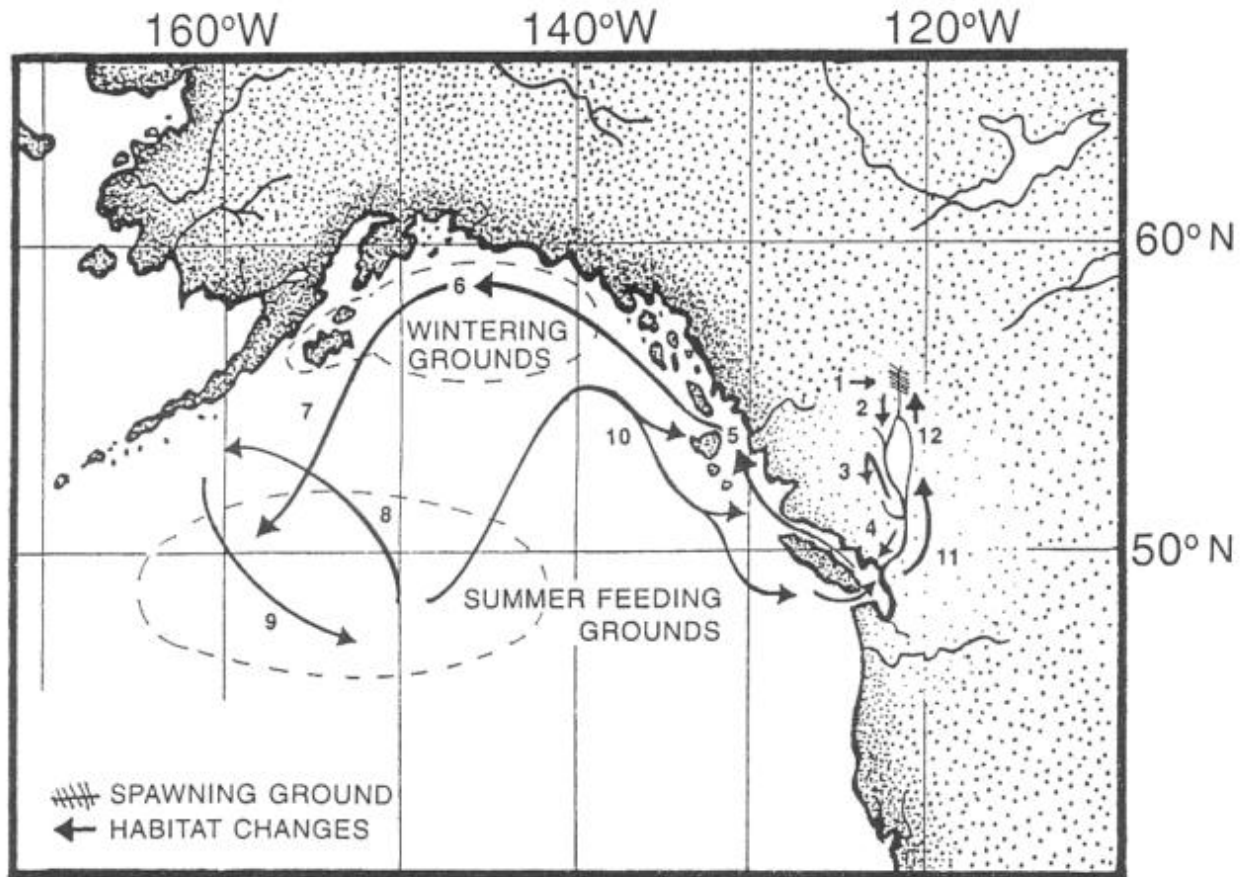 160°W 140°W 120°W
60°N
6
WINTERING
GROUNDS
1
2
7
10
5
12
3
8
4
50°N
11
SUMMER FEEDING
GROUNDS
9
SPAWNING GROUND
HABITAT CHANGES